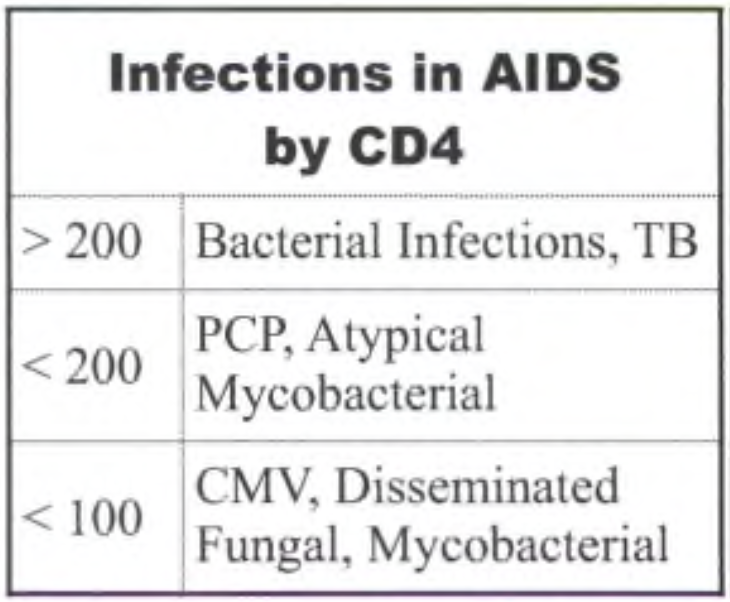 Infections in AIDS
by CD4
> 200 Bacterial Infections, TB
< 200 PCP, Atypical
Mycobacterial
< 100 CMV, Disseminated
Fungal, Mycobacterial